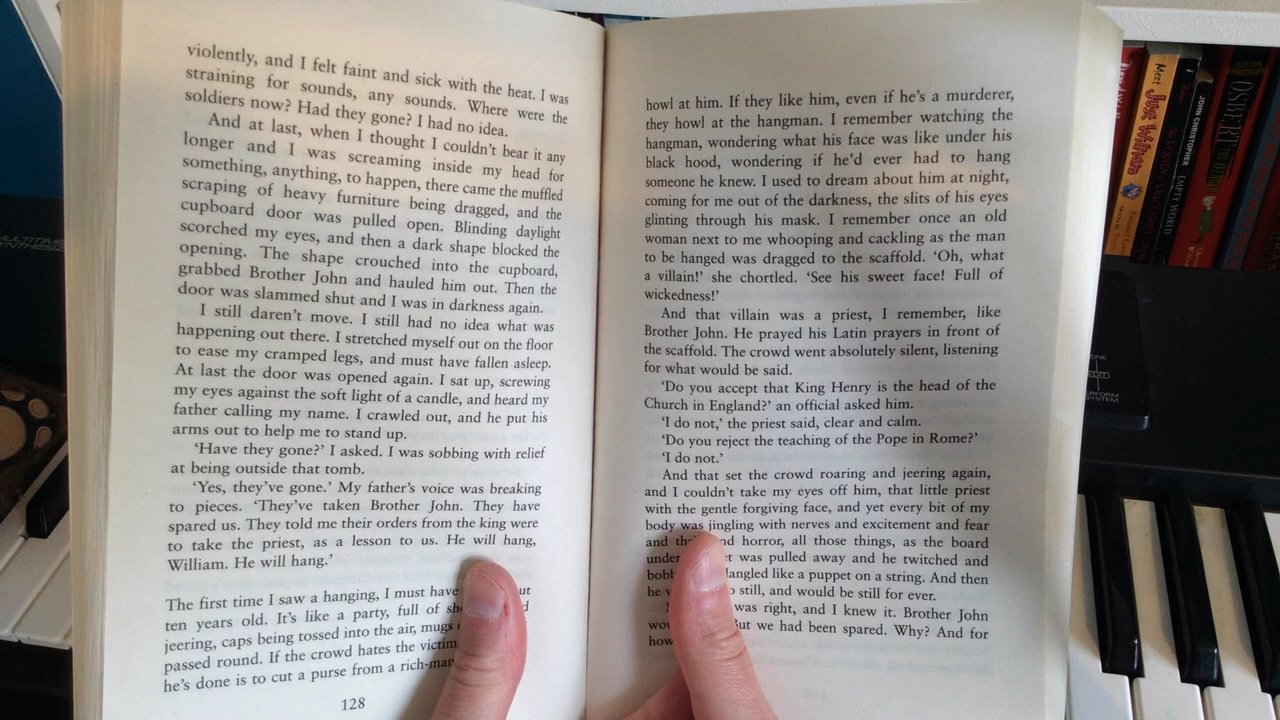 violently, and I felt faint and sick with the heat. I was
straining for sounds, any sounds. Where were the
soldiers now? Had they gone? I had no idea.
And at last, when I thought I couldn't bear it any
longer and I was screaming inside my head for
something, anything, to happen, there came the muffled
scraping of heavy furniture being dragged, and the
cupboard door was pulled open. Blinding daylight
scorched my eyes, and then a dark shape blocked the
opening. The shape crouched into the cupboard,
grabbed Brother John and hauled him out. Then the
door was slammed shut and I was in darkness again.
I still daren't move. I still had no idea what was
happening out there. I stretched myself out on the floor
to ease my cramped legs, and must have fallen asleep.
At last the door was opened again. I sat up, screwing
my eyes against the soft light of a candle, and heard my
father calling my name. I crawled out, and he put his
arms out to help me to stand up.
'Have they gone?' I asked. I was sobbing with relief
at being outside that tomb.
'Yes, they've gone.' My father's voice was breaking
to pieces. 'They've taken Brother John. They have
spared us. They told me their orders from the king were
to take the priest, as a lesson to us. He will hang,
William. He will hang.'
The first time I saw a hanging, I must have
ten years old. It's like a party, full of
jeering, caps being tossed into the air, mugs
passed round. If the crowd hates the victim
he's done is to cut a purse from a
128
howl at him. If they like him, even if he's a murderer,
they howl at the hangman. I remember watching the
hangman, wondering what his face was like under his
black hood, wondering if he'd ever had to hang
someone he knew. I used to dream about him at night,
coming for me out of the darkness, the slits of his eyes
glinting through his mask. I remember once an old
woman next to me whooping and cackling as the man
to be hanged was dragged to the scaffold. 'Oh, what
a villain!' she chortled. 'See his sweet face! Full of
wickedness!'
And that villain was a priest, I remember, like
Brother John. He prayed his Latin prayers in front of
the scaffold. The crowd went absolutely silent, listening
for what would be said.
'Do you accept that King Henry is the head of the
Church in England?' an official asked him.
'I do not,' the priest said, clear and calm.
'Do you reject the teaching of the Pope in Rome?'
'I do not.'
And that set the crowd roaring and jeering again,
and I couldn't take my eyes off him, that little priest
with the gentle forgiving face, and yet every bit of my
body was jingling with nerves and excitement and fear
and horror, all those things, as the board
was pulled away and he twitched and
dangled like a puppet on a string. And then
he still, and would be still for ever.
was right, and I knew it. Brother John
But we had been spared. Why? And for
Meet
Just William
JOHN CHRISTOPHER
EMPTY WORLD